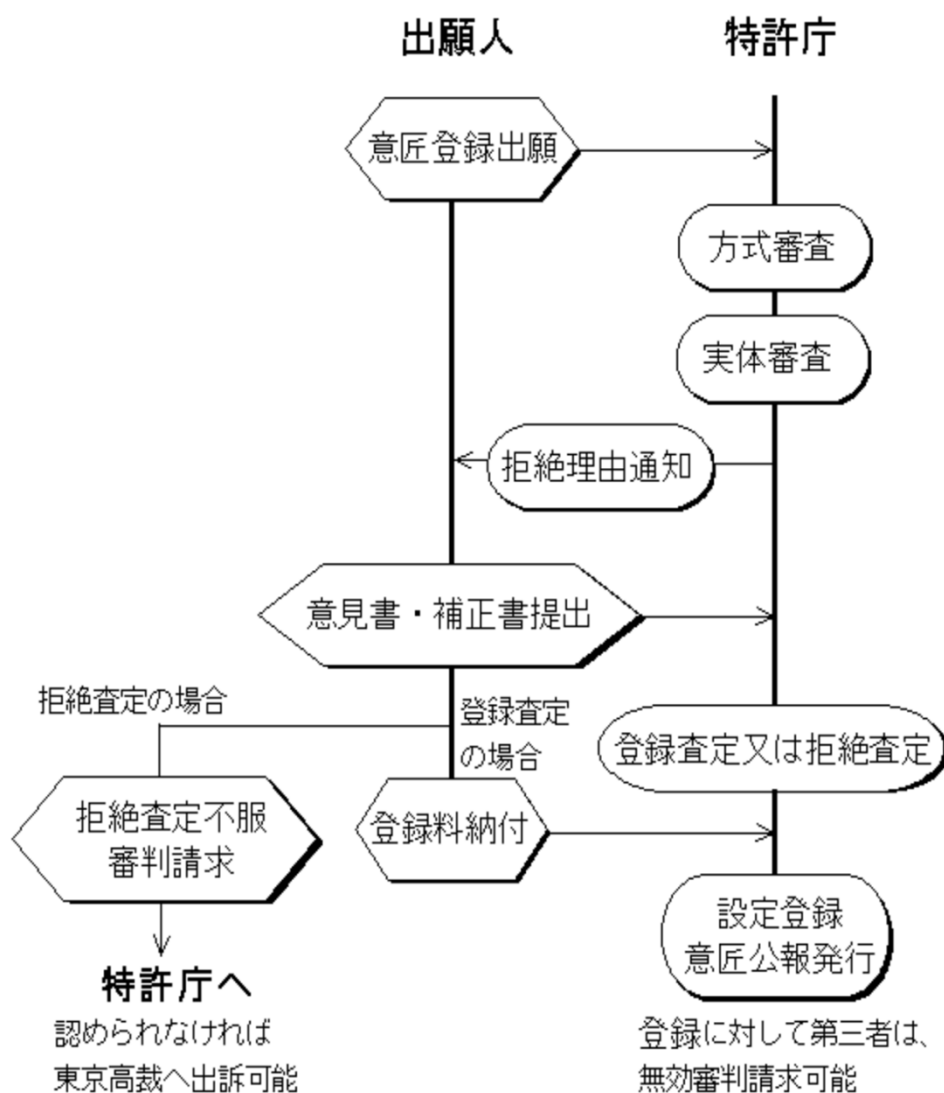 出願人
特許庁
意匠登録出願
方式審査
実体審査
拒絶理由通知
意見書・補正書提出
拒絶査定の場合
登録査定
の場合
登録査定又は拒絶査定
拒絶査定不服
審判請求
登録料納付
設定登録
意匠公報発行
特許庁へ
認められなければ
東京高裁へ出訴可能
登録に対して第三者は、
無効審判請求可能